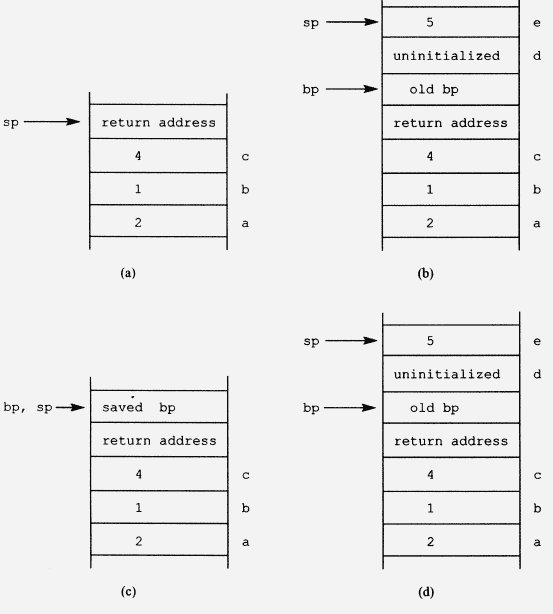 sp return address
4 c
1 b
2 a
(a)
sp 5 e
uninitialized d
bp old bp
return address
4 c
1 b
2 a
(b)
bp, sp saved bp
return address
4 c
1 b
2 a
(c)
sp 5 e
uninitialized d
bp old bp
return address
4 c
1 b
2 a
(d)